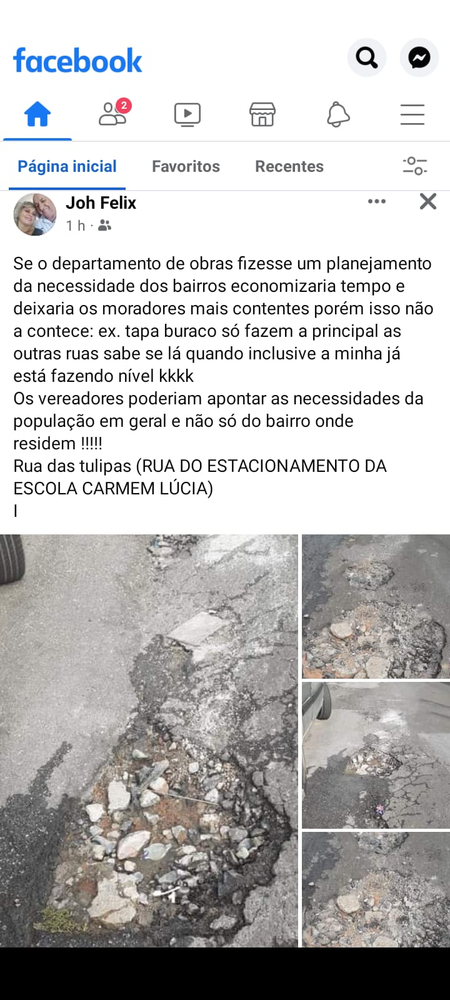 facebook
2
Página inicial
Favoritos
Recentes
Joh Felix
1 h ·
Se o departamento de obras fizesse um planejamento
da necessidade dos bairros economizaria tempo e
deixaria os moradores mais contentes porém isso não
a contece: ex. tapa buraco só fazem a principal as
outras ruas sabe se lá quando inclusive a minha já
está fazendo nível kkkk
Os vereadores poderiam apontar as necessidades da
população em geral e não só do bairro onde
residem !!!!!
Rua das tulipas (RUA DO ESTACIONAMENTO DA
ESCOLA CARMEM LÚCIA)
I